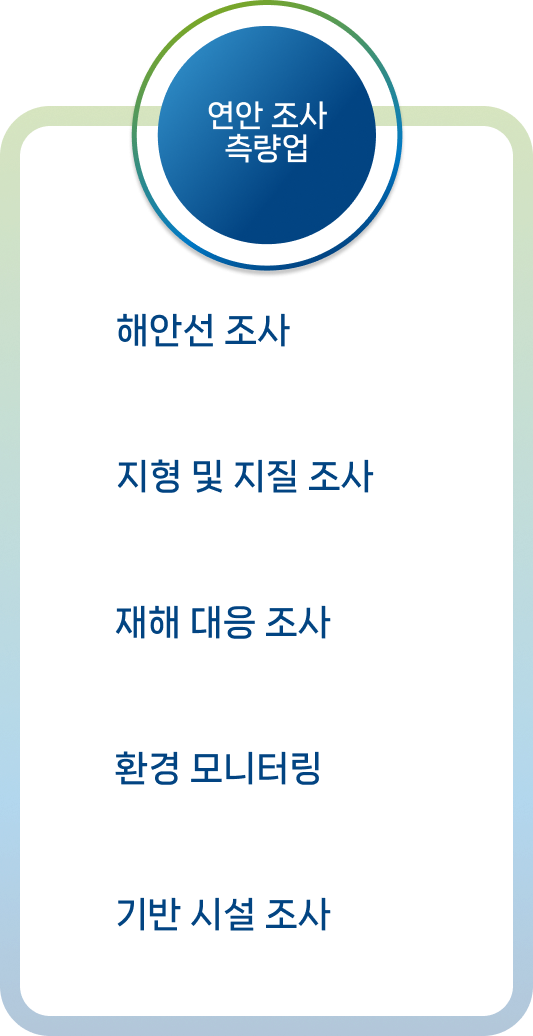 연안 조사
측량업
해안선 조사
지형 및 지질 조사
재해 대응 조사
환경 모니터링
기반 시설 조사